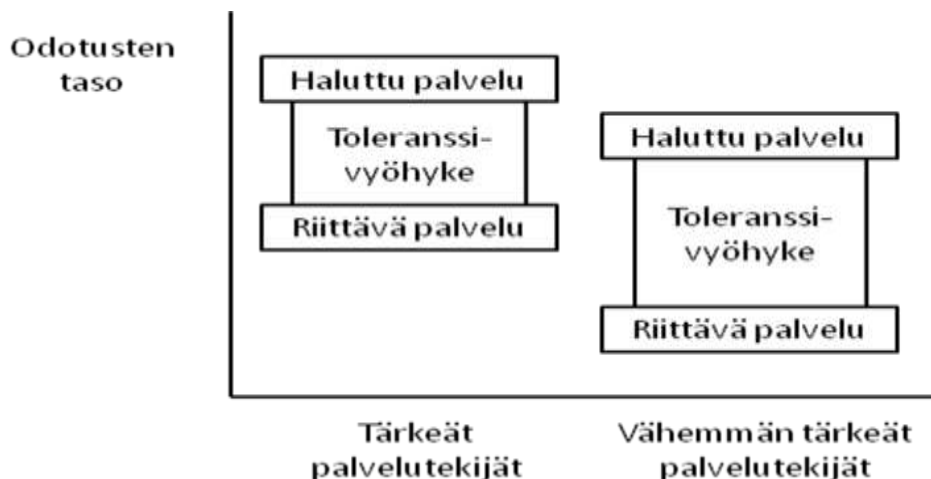 Odotusten
taso
Haluttu palvelu
Toleranssi-
vyöhyke
Riittävä palvelu
Haluttu palvelu
Toleranssi-
vyöhyke
Riittävä palvelu
Tärkeät
palvelutekijät
Vähemmän tärkeät
palvelutekijät